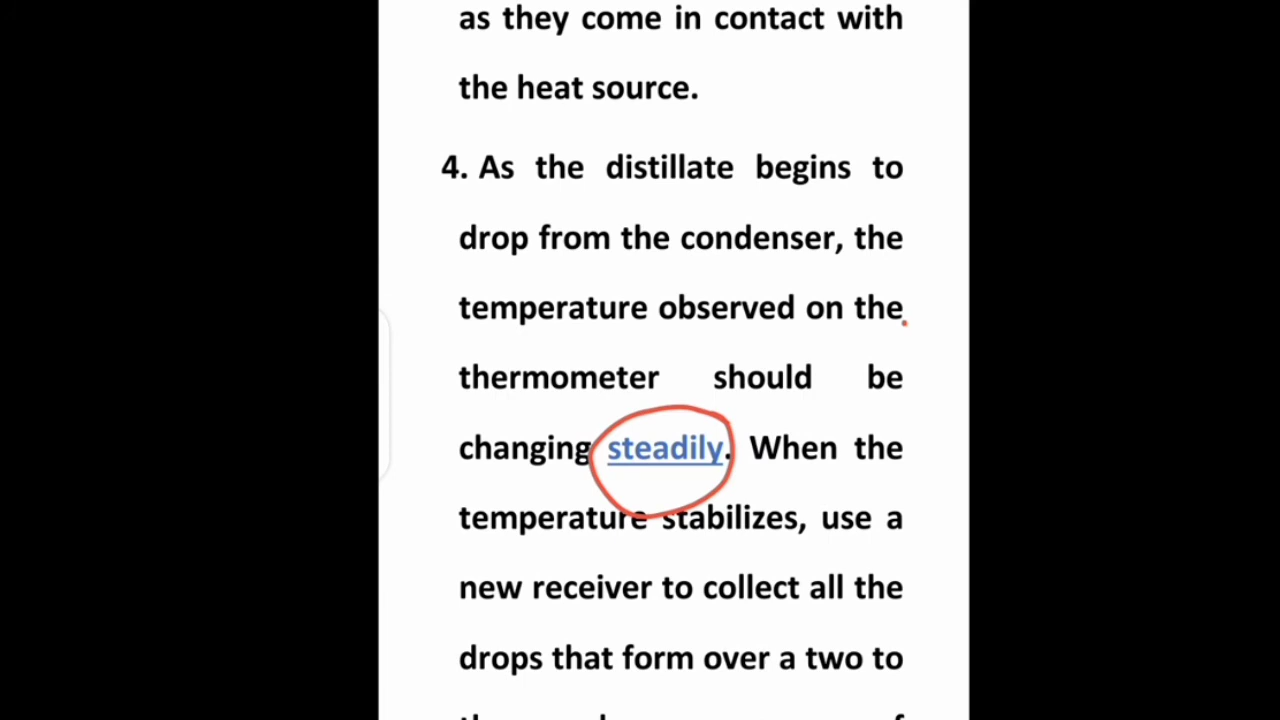 as they come in contact with
the heat source.
4. As the distillate begins to
drop from the condenser, the
temperature observed on the
thermometer should be
changing steadily. When the
temperature stabilizes, use a
new receiver to collect all the
drops that form over a two to